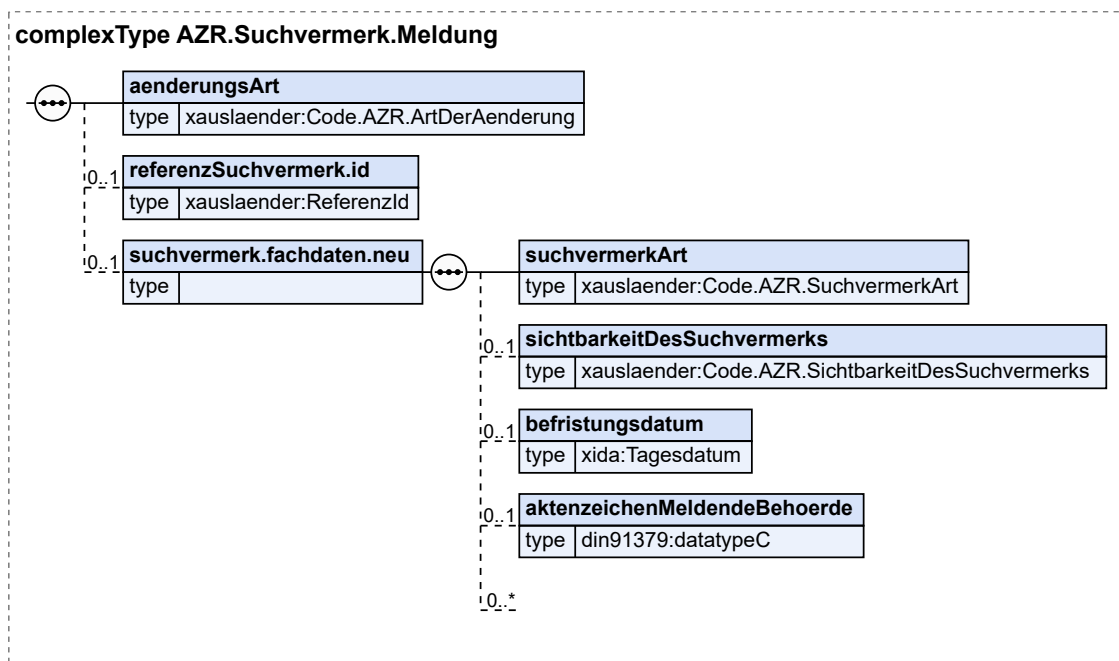 complexType AZR.Suchvermerk.Meldung
aenderungsArt
type xauslaender:Code.AZR.ArtDerAenderung
0..1 referenzSuchvermerk.id
type xauslaender:ReferenzId
0..1 suchvermerk.fachdaten.neu
type
suchvermerkArt
type xauslaender:Code.AZR.SuchvermerkArt
0..1 sichtbarkeitDesSuchvermerks
type xauslaender:Code.AZR.SichtbarkeitDesSuchvermerks
0..1 befristungsdatum
type xida:Tagesdatum
0..1 aktenzeichenMeldendeBehoerde
type din91379:datatypeC
0..*